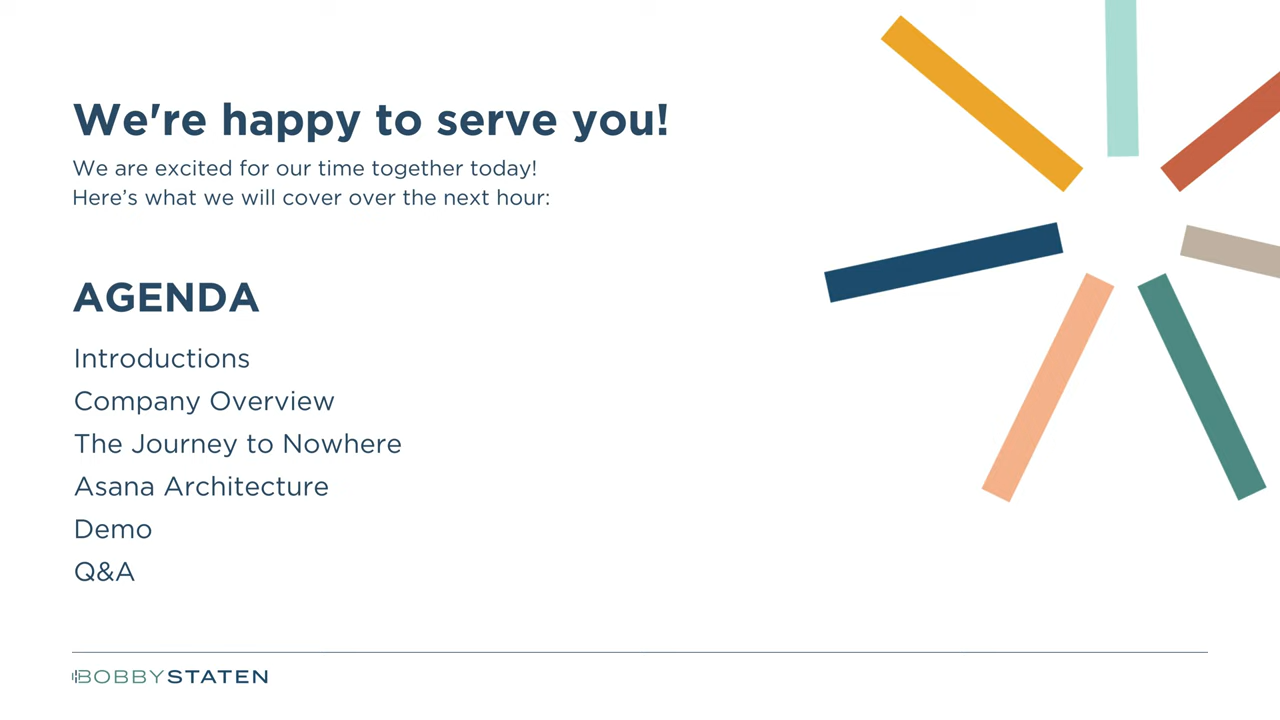 We're happy to serve you!
We are excited for our time together today!
Here’s what we will cover over the next hour:
AGENDA
Introductions
Company Overview
The Journey to Nowhere
Asana Architecture
Demo
Q&A
BOBBYSTATEN